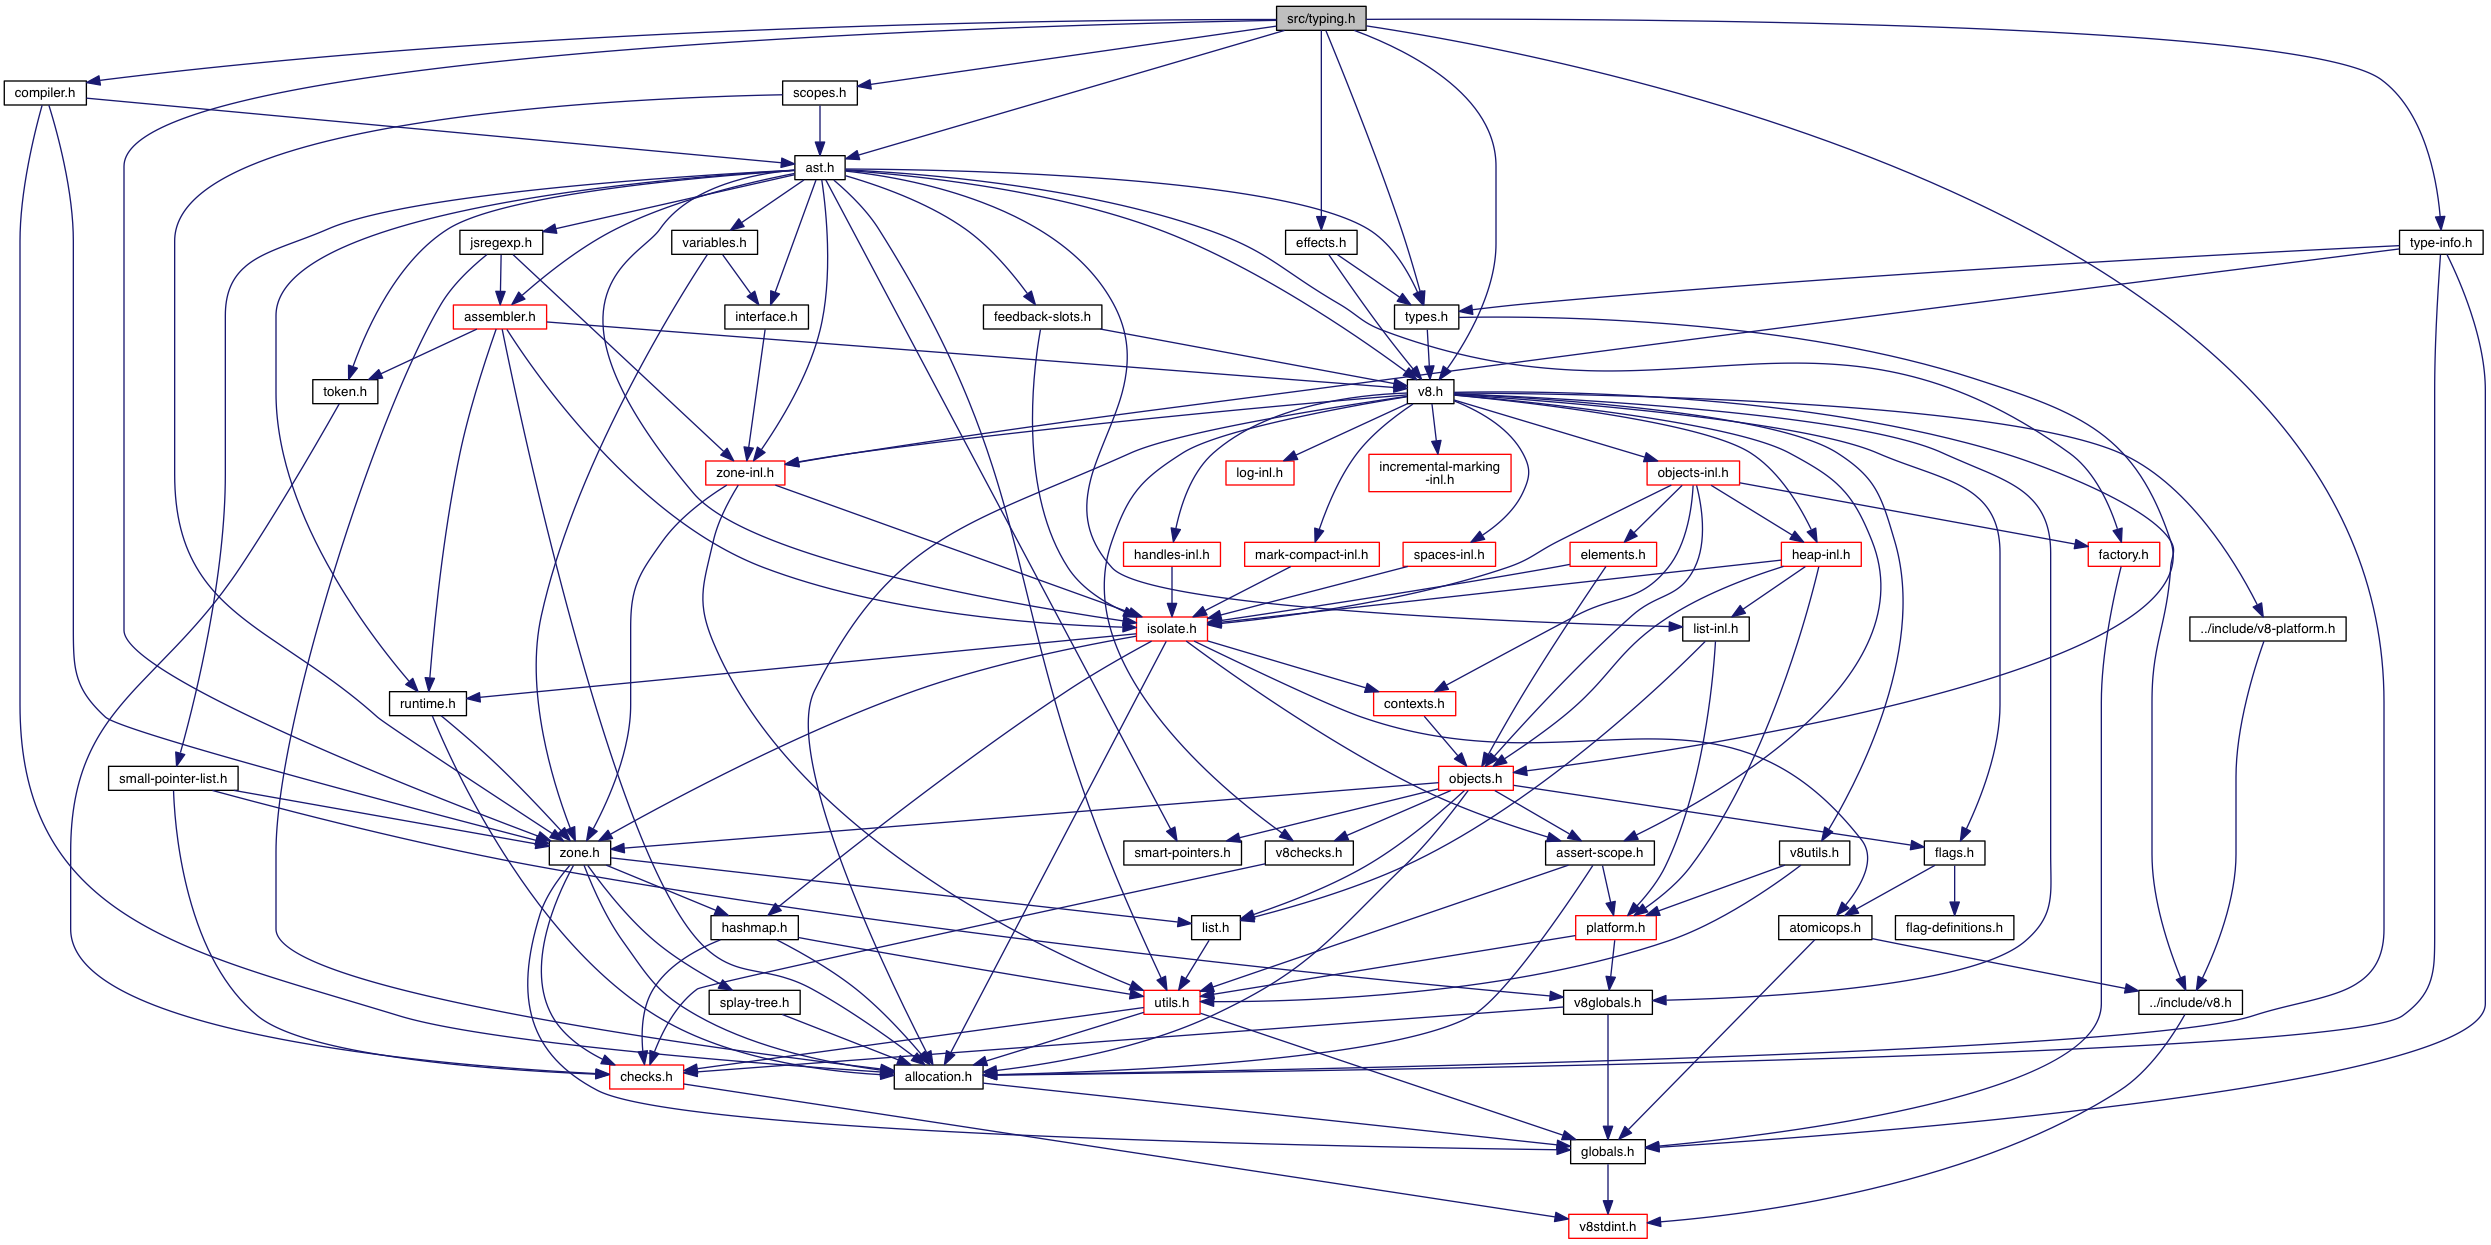 src/typing.h
compiler.h
scopes.h
ast.h
jsregexp.h
variables.h
effects.h
type-info.h
assembler.h
interface.h
feedback-slots.h
types.h
token.h
v8.h
zone-inl.h
log-inl.h
incremental-marking
-inl.h
objects-inl.h
handles-inl.h
mark-compact-inl.h
spaces-inl.h
elements.h
heap-inl.h
factory.h
isolate.h
list-inl.h
../include/v8-platform.h
runtime.h
contexts.h
small-pointer-list.h
objects.h
zone.h
smart-pointers.h
v8checks.h
assert-scope.h
v8utils.h
flags.h
hashmap.h
list.h
platform.h
atomicops.h
flag-definitions.h
splay-tree.h
utils.h
v8globals.h
../include/v8.h
checks.h
allocation.h
globals.h
v8stdint.h